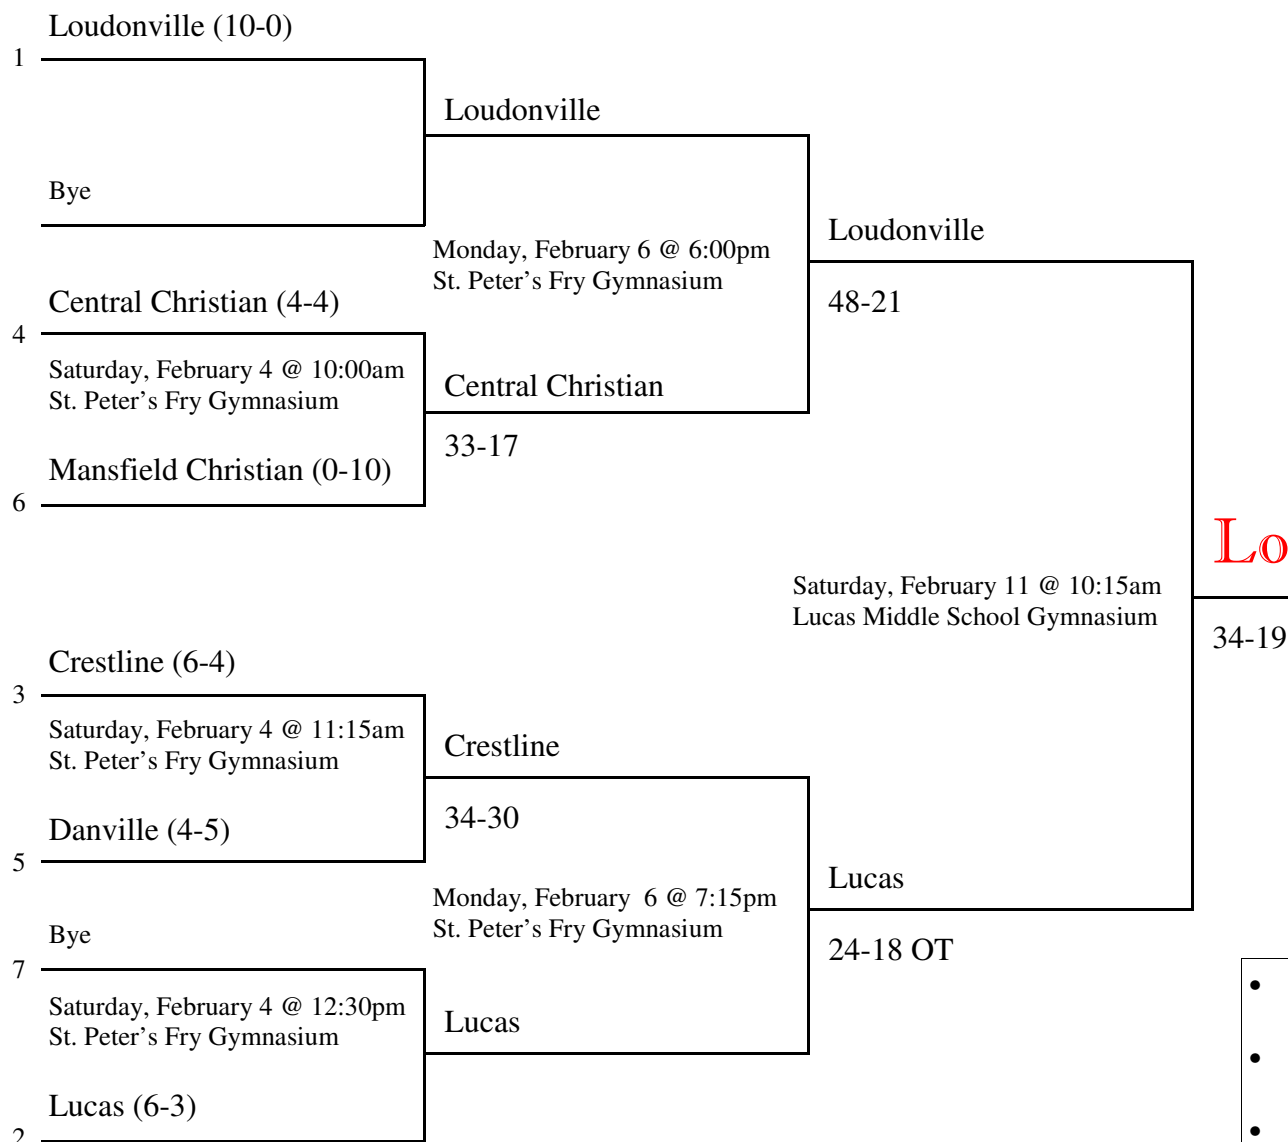 Loudonville (10-0)
1
Loudonville
Bye
Monday, February 6 @ 6:00pm
St. Peter's Fry Gymnasium
Loudonville
48-21
Central Christian (4-4)
4
Saturday, February 4 @ 10:00am
St. Peter's Fry Gymnasium
Central Christian
33-17
Mansfield Christian (0-10)
6
Lo
Saturday, February 11 @ 10:15am
Lucas Middle School Gymnasium
34-19
Crestline (6-4)
3
Saturday, February 4 @ 11:15am
St. Peter's Fry Gymnasium
Crestline
34-30
Danville (4-5)
5
Monday, February  6 @ 7:15pm
St. Peter's Fry Gymnasium
Lucas
24-18 OT
Bye
7
Saturday, February 4 @ 12:30pm
St. Peter's Fry Gymnasium
Lucas
Lucas (6-3)
2